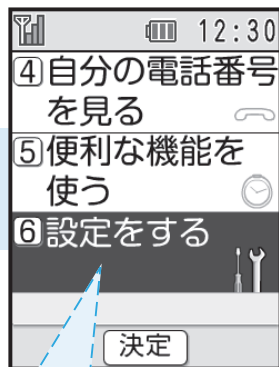 12:30
4自分の電話番号
を見る
5便利な機能を
使う
6設定をする
決定